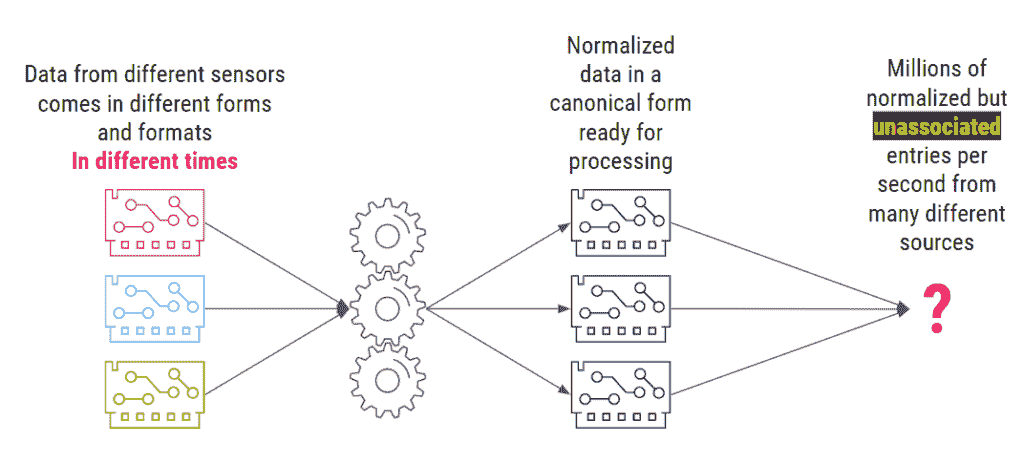 Data from different sensors
comes in different forms
and formats
In different times
Normalized
data in a
canonical form
ready for
processing
Millions of
normalized but
unassociated
entries per
second from
many different
sources
?